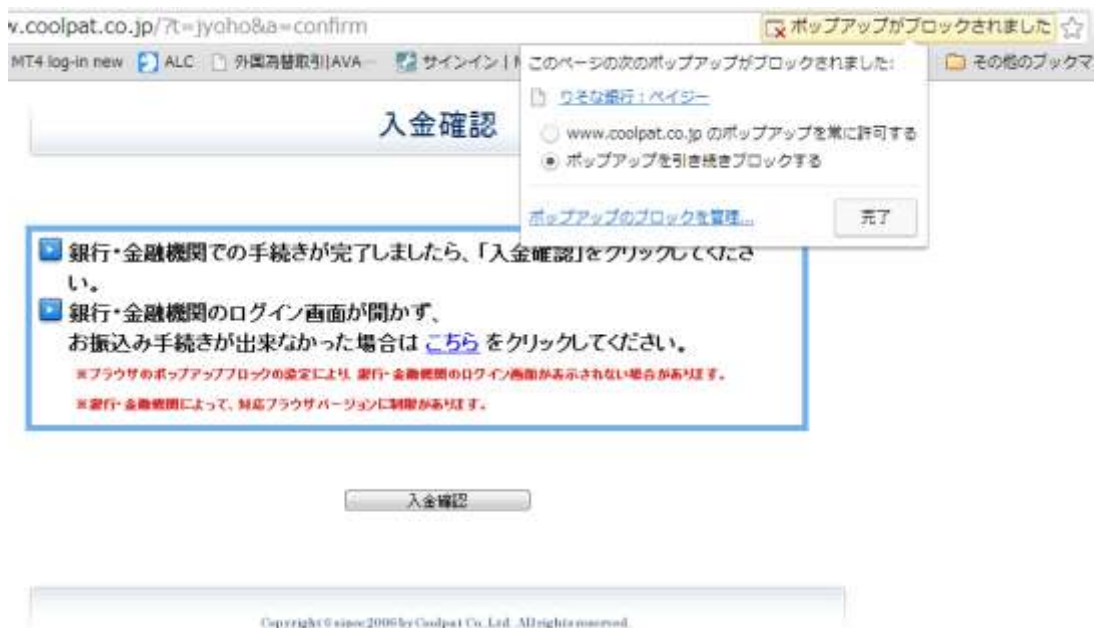 w.coolpat.co.jp/?t=jyoho&a=confirm
ポップアップがブロックされました
MT4 log-in new ALC 外国為替取引|AVA サインイン | その他のブックマ
このページの次のポップアップがブロックされました:
りそな銀行:ペイジー
www.coolpat.co.jp のポップアップを常に許可する
ポップアップを引き続きブロックする
ポップアップのブロックを管理...
完了
入金確認
銀行・金融機関での手続きが完了しましたら、「入金確認」をクリックしてくださ
い。
銀行・金融機関のログイン画面が開かず、
お振込み手続きが出来なかった場合は こちら をクリックしてください。
※ブラウザのポップアップブロックの設定により、銀行・金融機関のログイン画面が表示されない場合があります。
※銀行・金融機関によって、対応ブラウザバージョンに制限があります。
入金確認
Copyright © since 2006 by Coolpat Co., Ltd. All rights reserved.